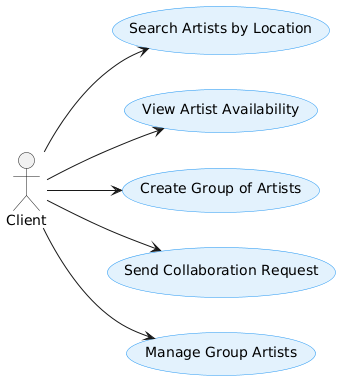 Search Artists by Location
View Artist Availability
Create Group of Artists
Client
Send Collaboration Request
Manage Group Artists